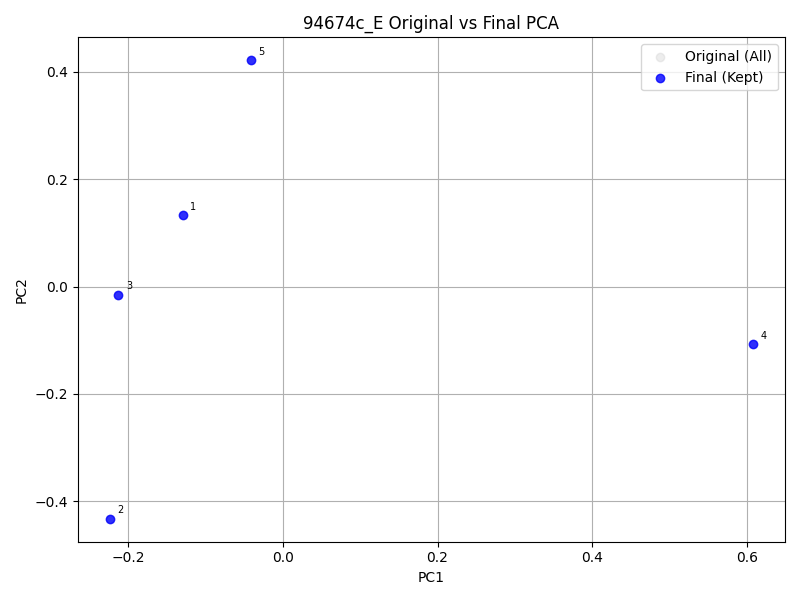 94674c_E Original vs Final PCA
Original (All)
Final (Kept)
5
1
3
4
2
0.4
0.2
0.0
−0.2
−0.4
PC2
−0.2 0.0 0.2 0.4 0.6
PC1